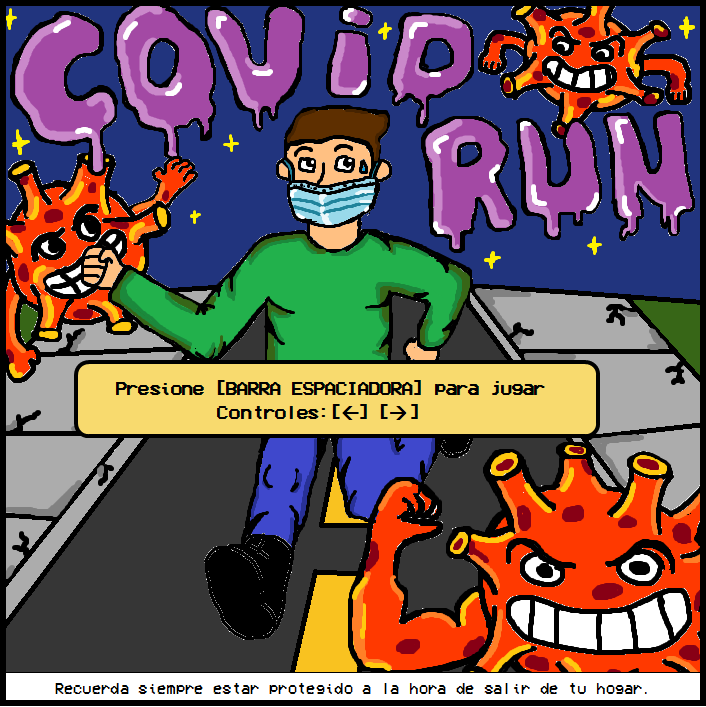 COViD
RUN
Presione [BARRA ESPACIADORA] para jugar
Controles:[←] [→]
Recuerda siempre estar protegido a la hora de salir de tu hogar.